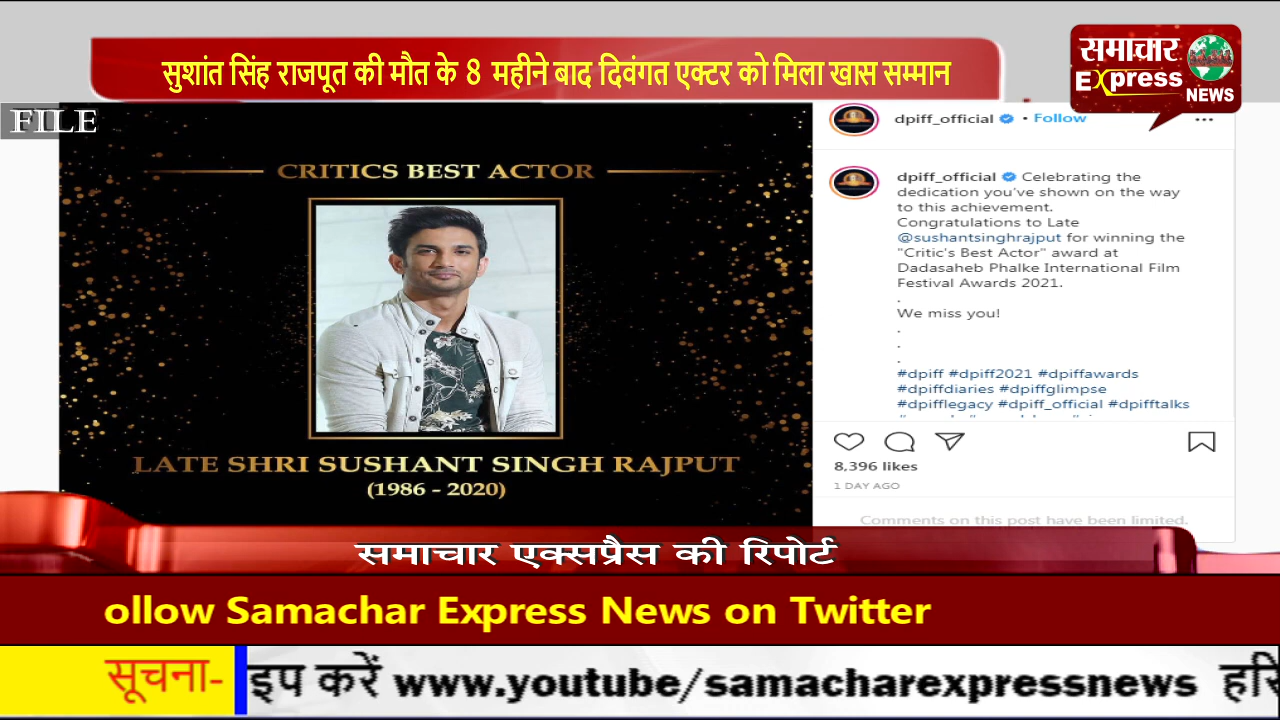 सुशांत सिंह राजपूत की मौत के 8 महीने बाद दिवंगत एक्टर को मिला खास सम्मान
समाचार
Express
NEWS
FILE
CRITICS BEST ACTOR
LATE SHRI SUSHANT SINGH RAJPUT
(1986 - 2020)
dpiff_official • Follow
dpiff_official Celebrating the
dedication you've shown on the way
to this achievement.
Congratulations to Late
@sushantsinghrajput for winning the
"Critic's Best Actor" award at
Dadasaheb Phalke International Film
Festival Awards 2021.
.
We miss you!
.
.
.
#dpiff #dpiff2021 #dpiffawards
#dpiffdiaries #dpiffglimpse
#dpifflegacy #dpiff_official #dpifftalks
8,396 likes
1 DAY AGO
Comments on this post have been limited.
समाचार एक्सप्रैस की रिपोर्ट
ollow Samachar Express News on Twitter
सूचना- इप करें www.youtube/samacharexpressnews हरि